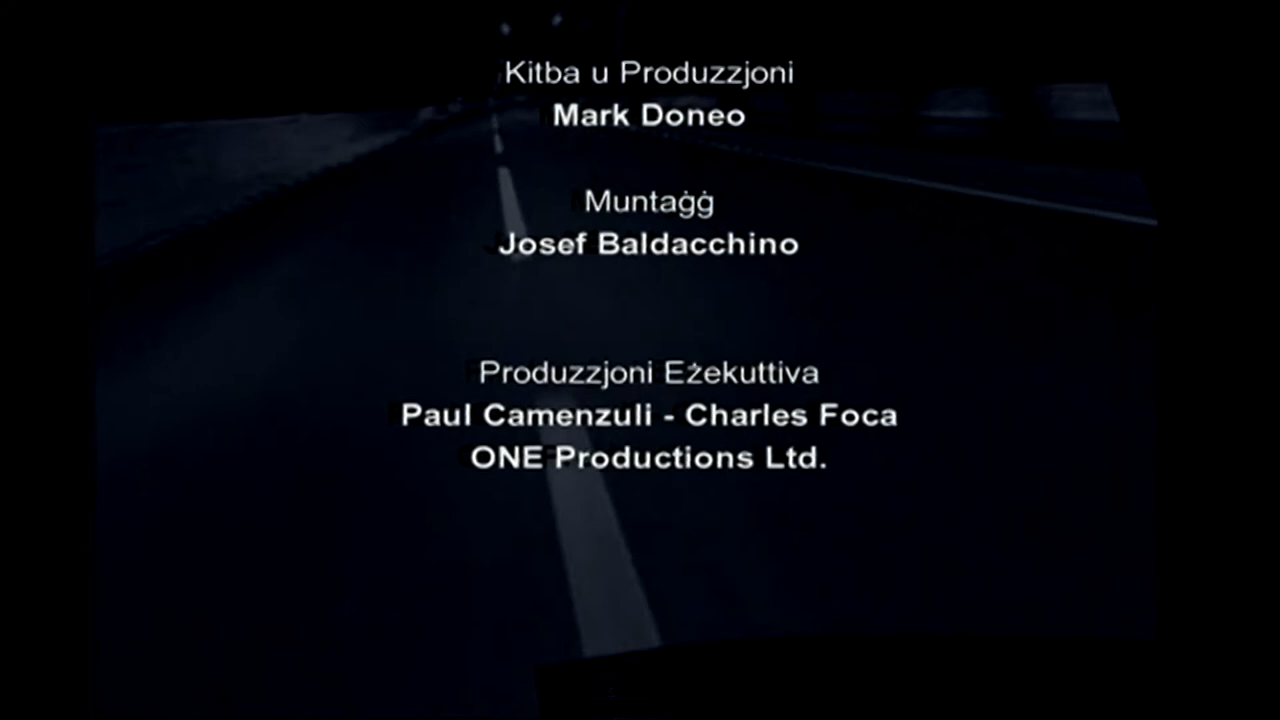 Kitba u Produzzjoni
Mark Doneo
Muntaġġ
Josef Baldacchino
Produzzjoni Eżekuttiva
Paul Camenzuli - Charles Foca
ONE Productions Ltd.